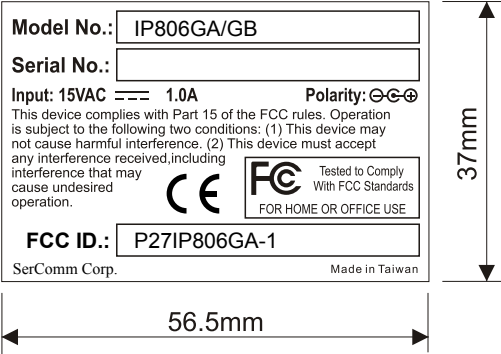 Model No.: IP806GA/GB
Serial No.:
Input: 15VAC 1.0A Polarity:
This device complies with Part 15 of the FCC rules. Operation
is subject to the following two conditions: (1) This device may
not cause harmful interference. (2) This device must accept
any interference received,including
interference that may
cause undesired
operation.
CE
FC
Tested to Comply
With FCC Standards
FOR HOME OR OFFICE USE
FCC ID.: P27IP806GA-1
SerComm Corp. Made in Taiwan
37mm
56.5mm